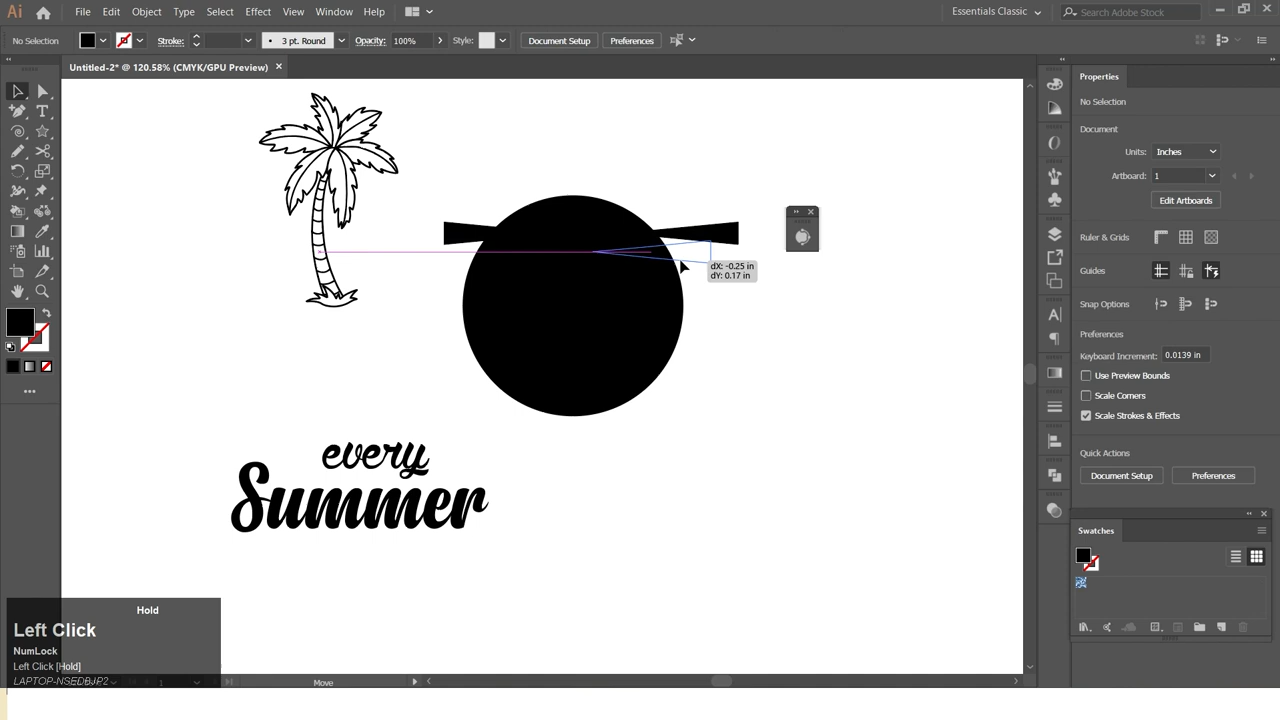 Ai File Edit Object Type Select Effect View Window Help Essentials Classic Search Adobe Stock
No Selection Stroke: 3 pt. Round Opacity: 100% Style: Document Setup Preferences
Untitled-2* @ 120.58% (CMYK/GPU Preview) ×
Properties
No Selection
Document
Units: Inches
Artboard: 1
Edit Artboards
Ruler & Grids
Guides
Snap Options
Preferences
Keyboard Increment: 0.0139 in
Use Preview Bounds
Scale Corners
Scale Strokes & Effects
Quick Actions
Document Setup Preferences
Swatches
dX: -0.25 in
dY: 0.17 in
every
Summer
Hold
Left Click
NumLock
Left Click [Hold]
LAPTOP-NSEDBJP2
1 Move